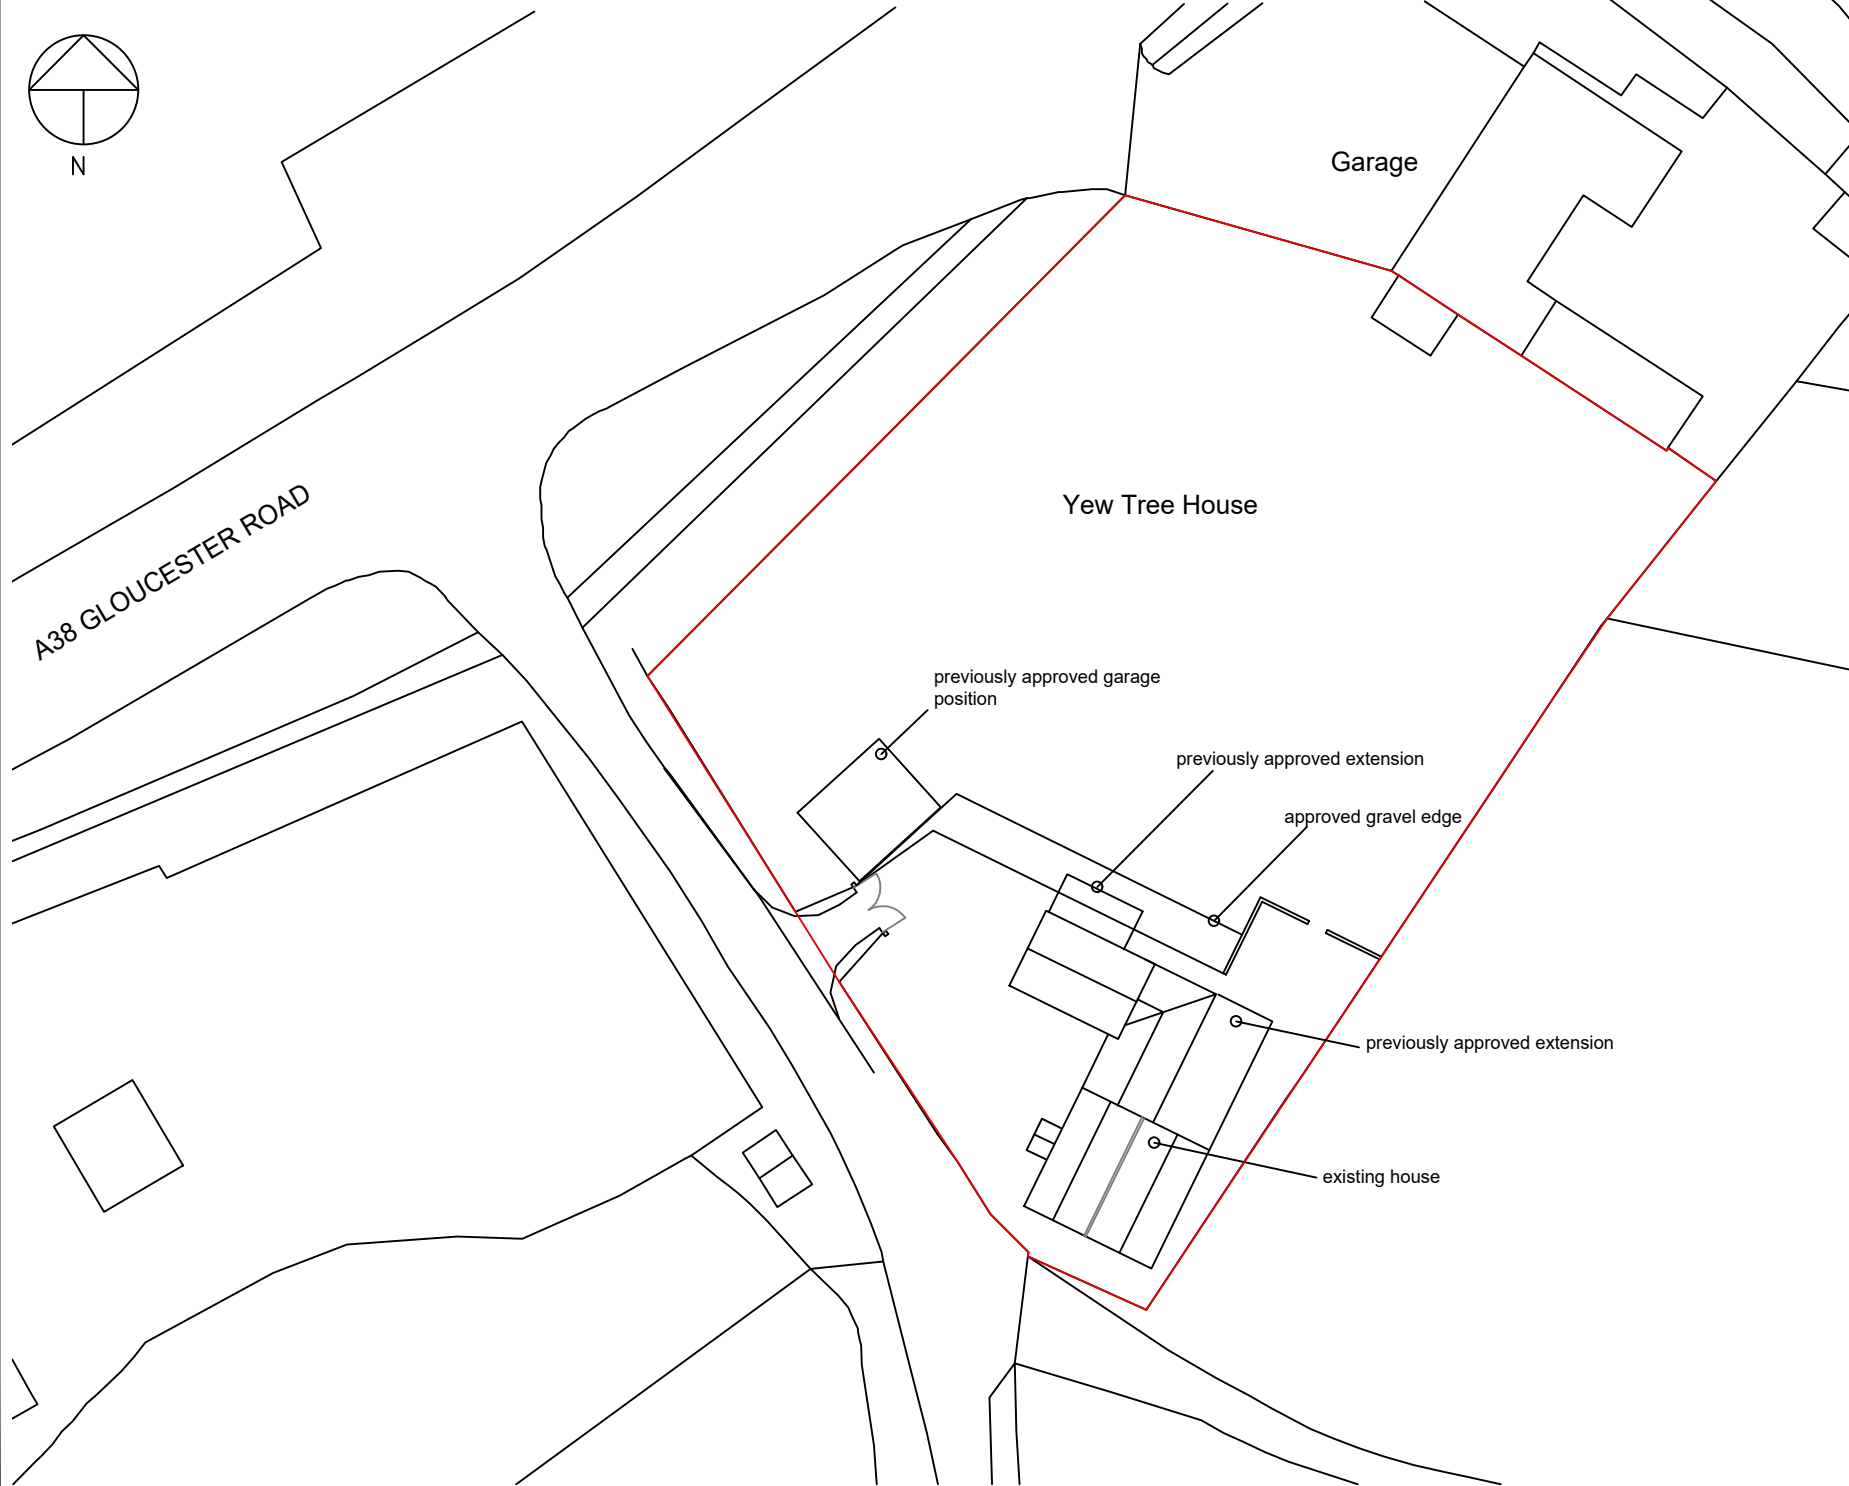 N
Garage
A38 GLOUCESTER ROAD
Yew Tree House
previously approved garage
position
previously approved extension
approved gravel edge
previously approved extension
existing house